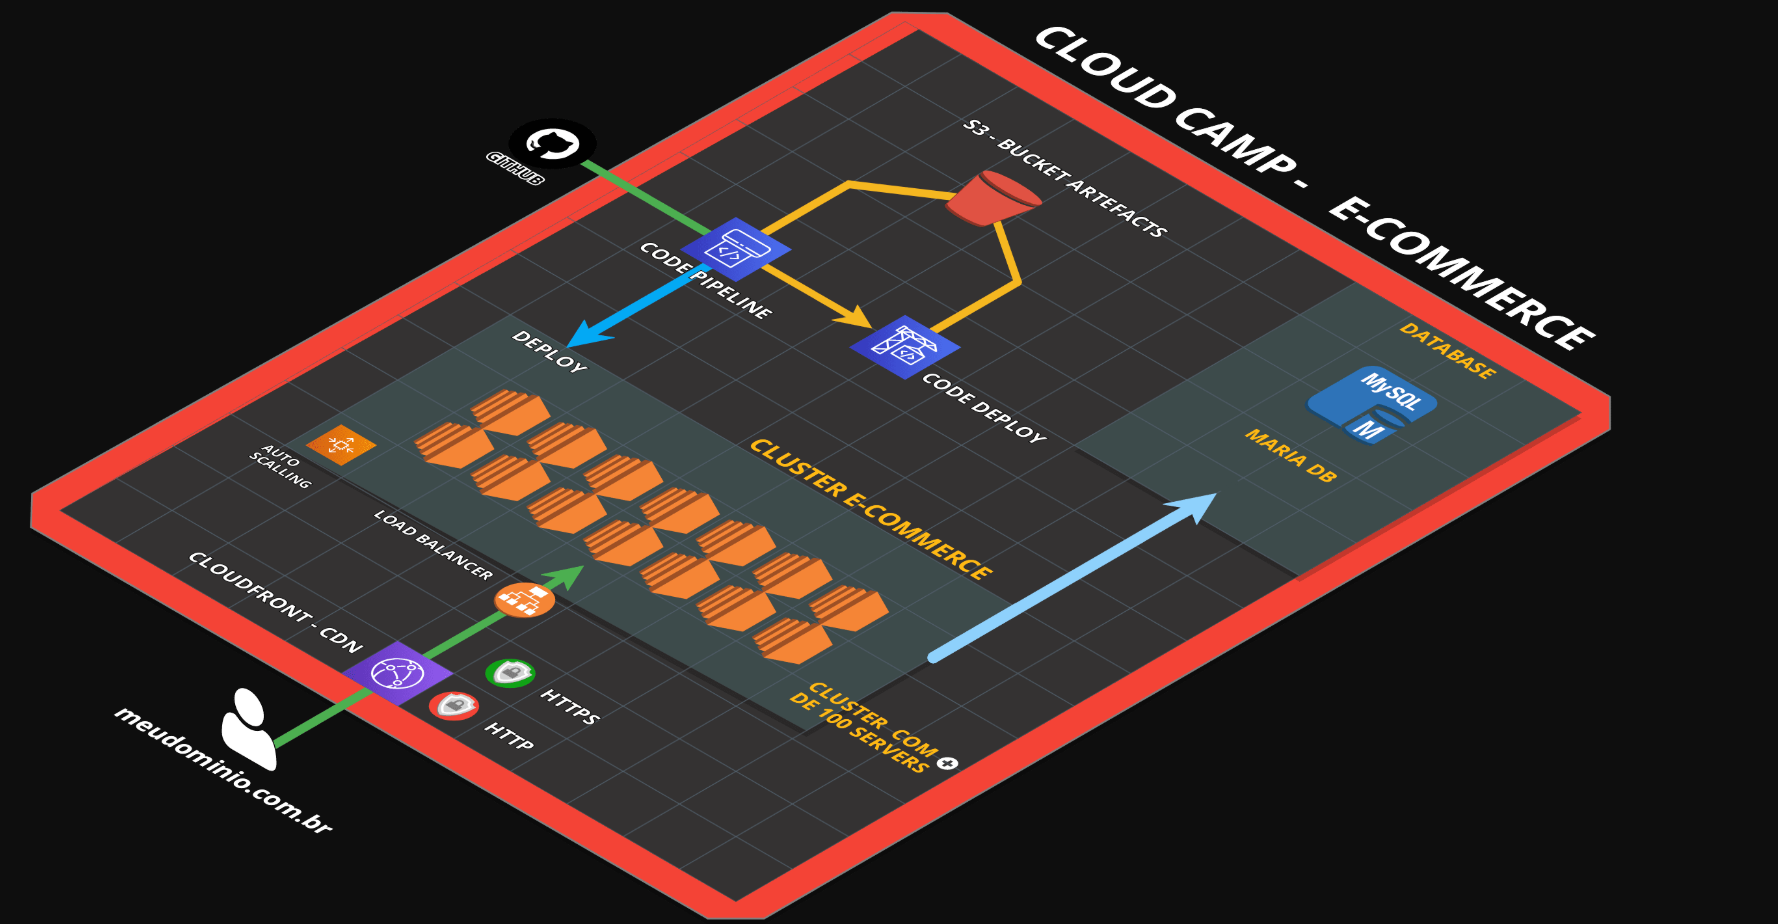 CLOUD CAMP - E-COMMERCE
S3 - BUCKET ARTEFACTS
GITHUB
CODE PIPELINE
DEPLOY
CODE DEPLOY
DATABASE
MySQL
M
MARIA DB
CLUSTER E-COMMERCE
AUTO
SCALLING
LOAD BALANCER
CLOUDFRONT - CDN
HTTPS
HTTP
CLUSTER COM
DE 100 SERVERS
meudominio.com.br